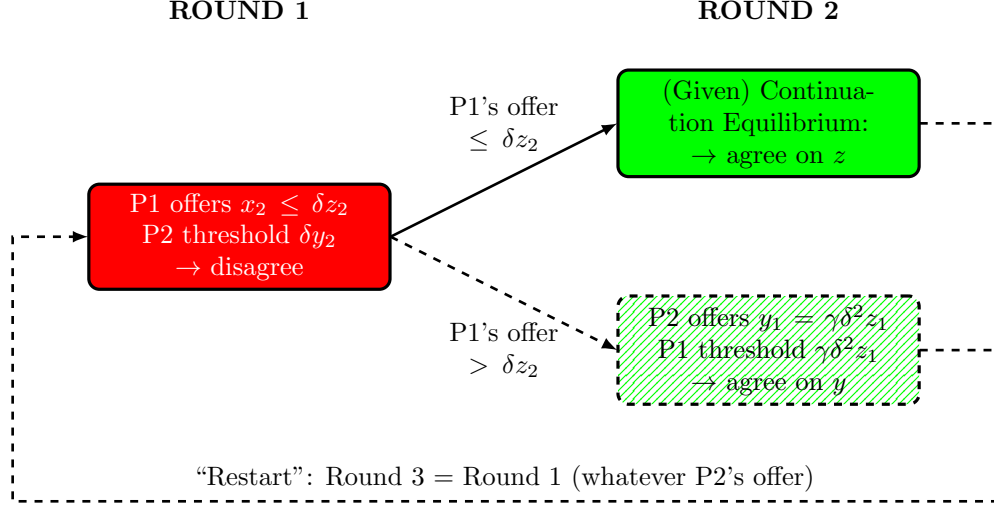 ROUND 1
ROUND 2
P1's offer
≤ δz₂
(Given) Continua-
tion Equilibrium:
→ agree on z
P1 offers x₂ ≤ δz₂
P2 threshold δy₂
→ disagree
P1's offer
> δz₂
P2 offers y₁ = γδ²z₁
P1 threshold γδ²z₁
→ agree on y
“Restart”: Round 3 = Round 1 (whatever P2's offer)